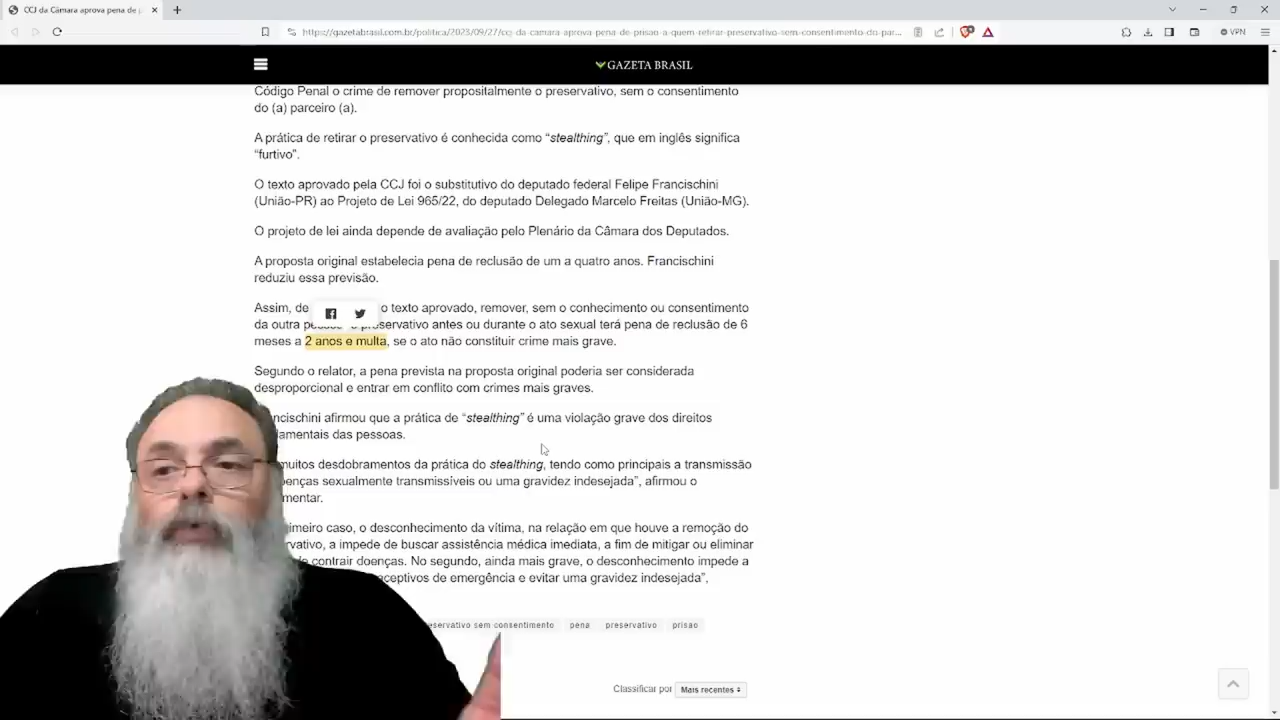 CCJ da Câmara aprova pena de
https://gazetabrasil.com.br/politica/2023/09/27/ccj-da-camara-aprova-pena-de-prisao-a-quem-retirar-preservativo-sem-consentimento-do-par...
VPN
GAZETA BRASIL
Código Penal o crime de remover propositalmente o preservativo, sem o consentimento
do (a) parceiro (a).
A prática de retirar o preservativo é conhecida como “stealthing”, que em inglês significa
“furtivo”.
O texto aprovado pela CCJ foi o substitutivo do deputado federal Felipe Francischini
(União-PR) ao Projeto de Lei 965/22, do deputado Delegado Marcelo Freitas (União-MG).
O projeto de lei ainda depende de avaliação pelo Plenário da Câmara dos Deputados.
A proposta original estabelecia pena de reclusão de um a quatro anos. Francischini
reduziu essa previsão.
Assim, de o texto aprovado, remover, sem o conhecimento ou consentimento
da outra preservativo antes ou durante o ato sexual terá pena de reclusão de 6
meses a 2 anos e multa, se o ato não constituir crime mais grave.
Segundo o relator, a pena prevista na proposta original poderia ser considerada
desproporcional e entrar em conflito com crimes mais graves.
ncischini afirmou que a prática de “stealthing” é uma violação grave dos direitos
damentais das pessoas.
muitos desdobramentos da prática do stealthing, tendo como principais a transmissão
enças sexualmente transmissíveis ou uma gravidez indesejada”, afirmou o
mentar.
imeiro caso, o desconhecimento da vítima, na relação em que houve a remoção do
rvativo, a impede de buscar assistência médica imediata, a fim de mitigar ou eliminar
contrair doenças. No segundo, ainda mais grave, o desconhecimento impede a
aceptivos de emergência e evitar uma gravidez indesejada”,
eservativo sem consentimento pena preservativo prisao
Classificar por Mais recentes